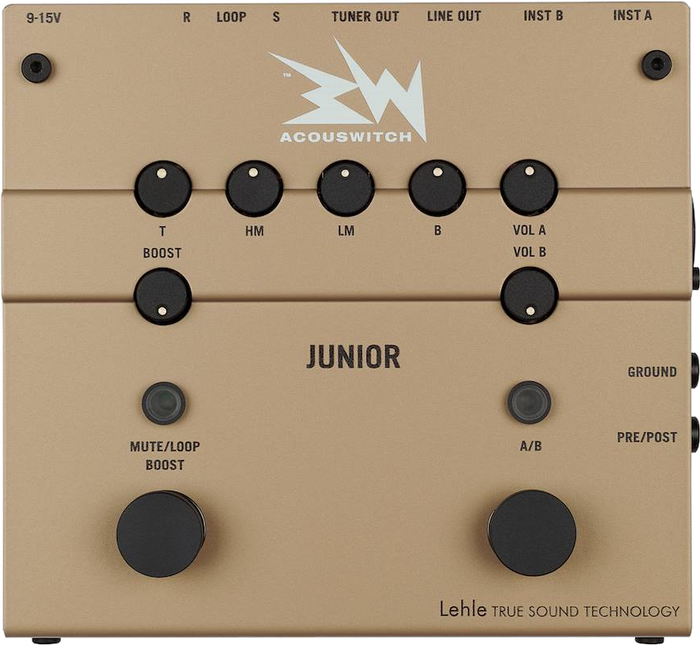 9-15V R LOOP S TUNER OUT LINE OUT INST B INST A
™
ACOUSWITCH
T HM LM B VOL A
BOOST VOL B
JUNIOR
GROUND
PRE/POST
MUTE/LOOP A/B
BOOST
Lehle TRUE SOUND TECHNOLOGY